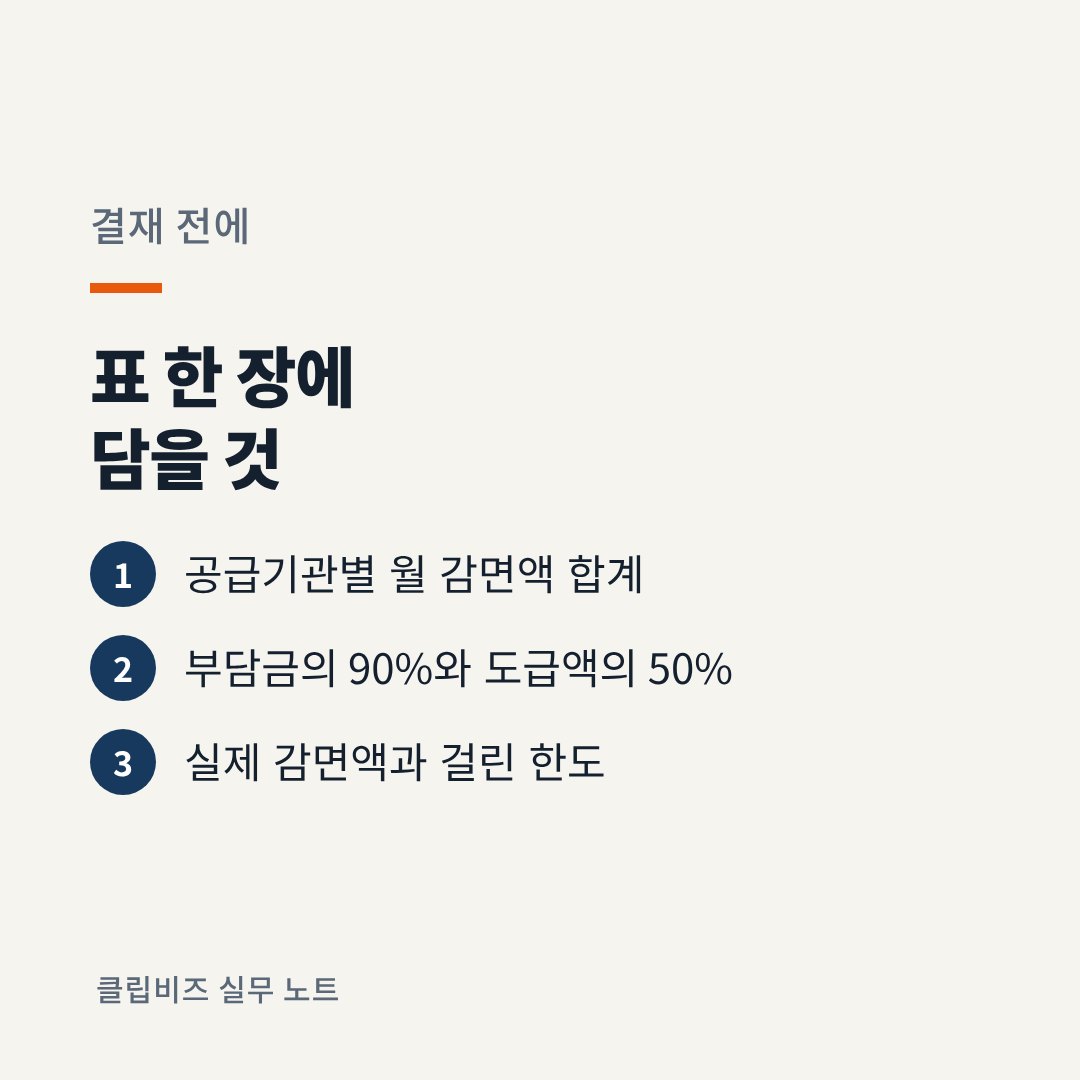 결재 전에
표 한 장에
담을 것
1 공급기관별 월 감면액 합계
2 부담금의 90%와 도급액의 50%
3 실제 감면액과 걸린 한도
클립비즈 실무 노트